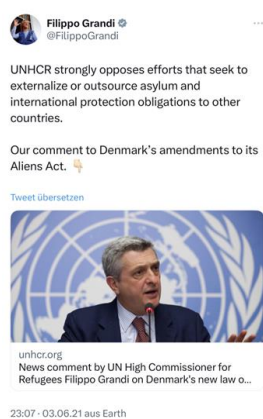 Filippo Grandi
@FilippoGrandi
UNHCR strongly opposes efforts that seek to
externalize or outsource asylum and
international protection obligations to other
countries.
Our comment to Denmark's amendments to its
Aliens Act. 👇🏻
Tweet übersetzen
unhcr.org
News comment by UN High Commissioner for
Refugees Filippo Grandi on Denmark's new law o...
23:07 · 03.06.21 aus Earth